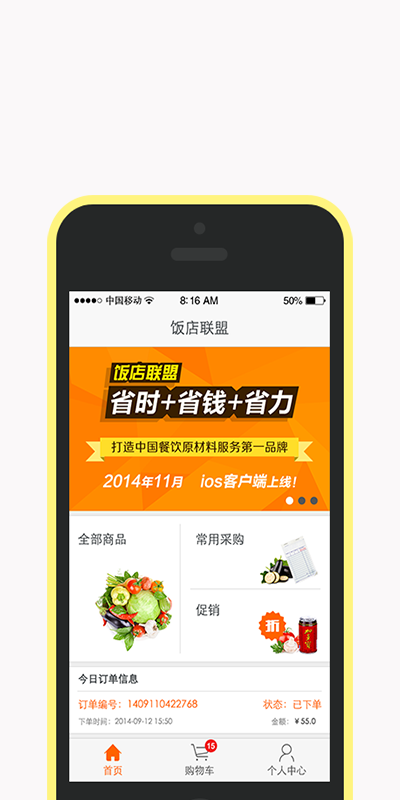 中国移动 8:16 AM 50%
饭店联盟
饭店联盟
省时+省钱+省力
打造中国餐饮原材料服务第一品牌
2014年11月 ios客户端上线!
全部商品
常用采购
促销
折
今日订单信息
订单编号: 1409110422768 状态: 已下单
下单时间: 2014-09-12 15:50 金额: ¥55.0
15
首页 购物车 个人中心